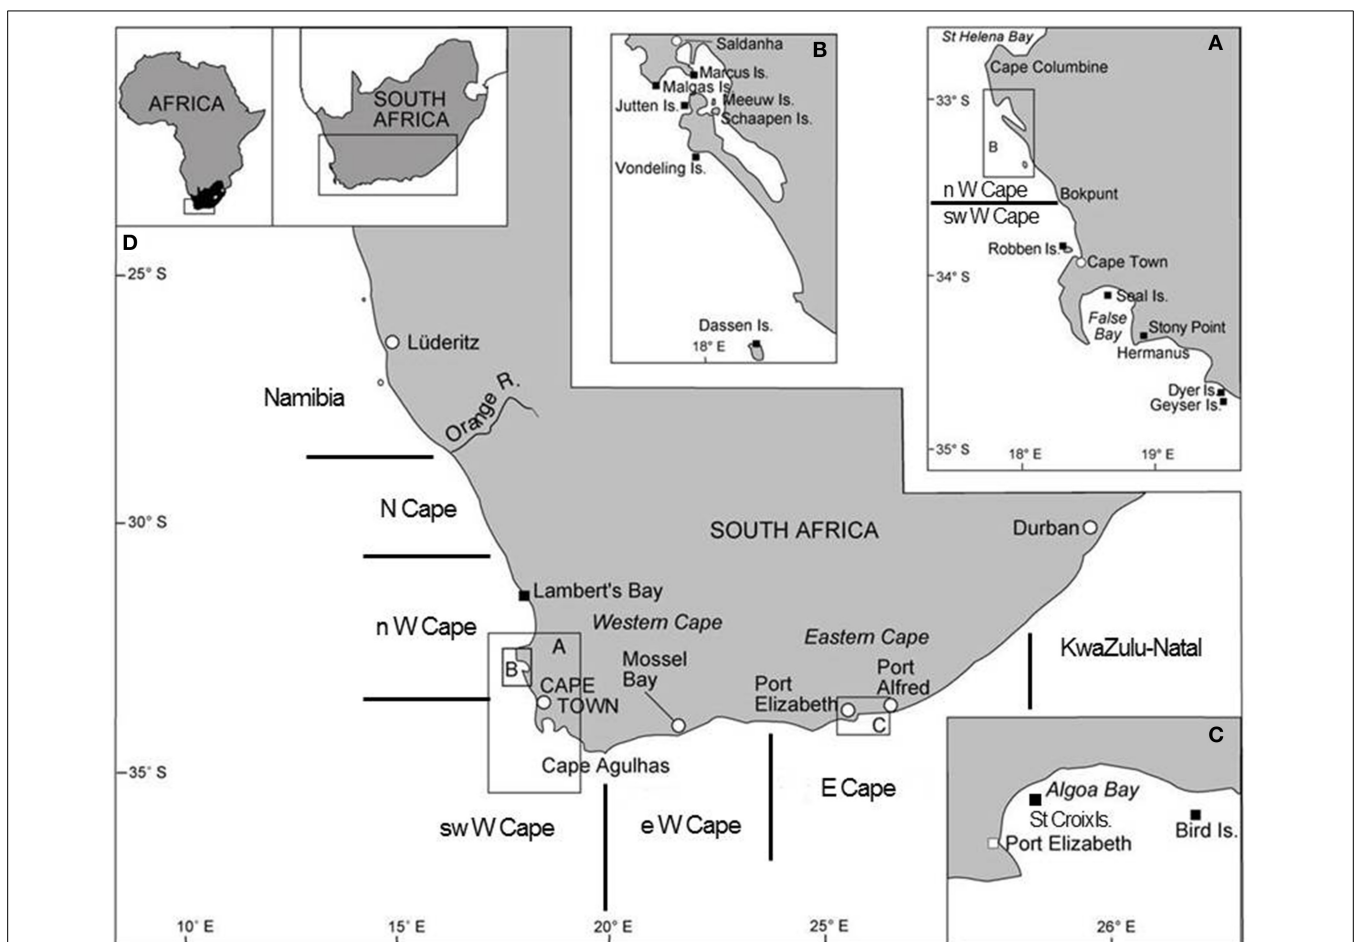 AFRICA
SOUTH
AFRICA
D
25° S
30° S
35° S
10° E
15° E
20° E
25° E
26° E
Lüderitz
Namibia
Orange R.
N Cape
n W Cape
sw W Cape
e W Cape
E Cape
KwaZulu-Natal
SOUTH AFRICA
Durban
Lambert's Bay
Western Cape
Eastern Cape
Mossel
Bay
Port
Elizabeth
Port
Alfred
A
B
C
CAPE
TOWN
Cape Agulhas
B
Saldanha
Marcus Is.
Malgas Is.
Jutten Is.
Meeuw Is.
Schaapen Is.
Vondeling Is.
Dassen Is.
18° E
A
St Helena Bay
Cape Columbine
33° S
B
n W Cape
sw W Cape
Bokpunt
Robben Is.
Cape Town
34° S
Seal Is.
False
Bay
Stony Point
Hermanus
Dyer Is.
Geyser Is.
35° S
18° E
19° E
C
Algoa Bay
St Croix Is.
Port Elizabeth
Bird Is.